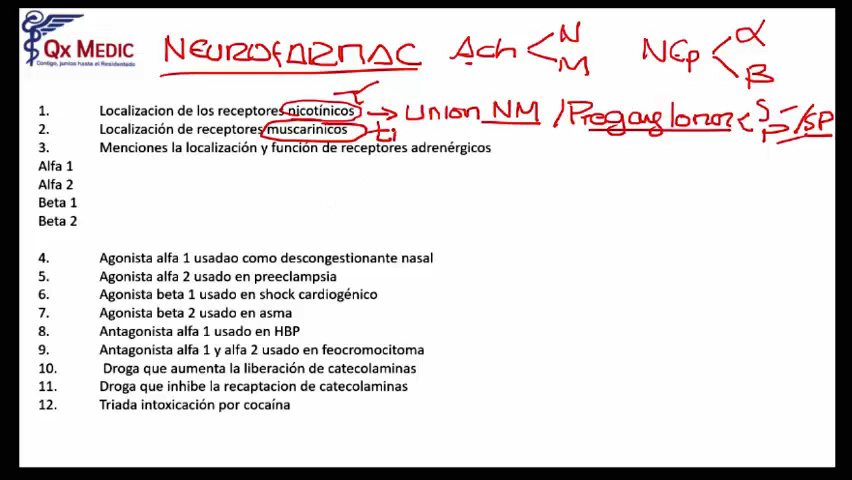 Qx MEDIC
Contigo, juntos hasta el Residentado
NEUROFARMAC Ach N M NEp α β
1. Localizacion de los receptores nicotínicos → Union NM / Preganglionar < S P / SP
2. Localización de receptores muscarinicos
3. Menciones la localización y función de receptores adrenérgicos
Alfa 1
Alfa 2
Beta 1
Beta 2
4. Agonista alfa 1 usadao como descongestionante nasal
5. Agonista alfa 2 usado en preeclampsia
6. Agonista beta 1 usado en shock cardiogénico
7. Agonista beta 2 usado en asma
8. Antagonista alfa 1 usado en HBP
9. Antagonista alfa 1 y alfa 2 usado en feocromocitoma
10. Droga que aumenta la liberación de catecolaminas
11. Droga que inhibe la recaptacion de catecolaminas
12. Triada intoxicación por cocaína